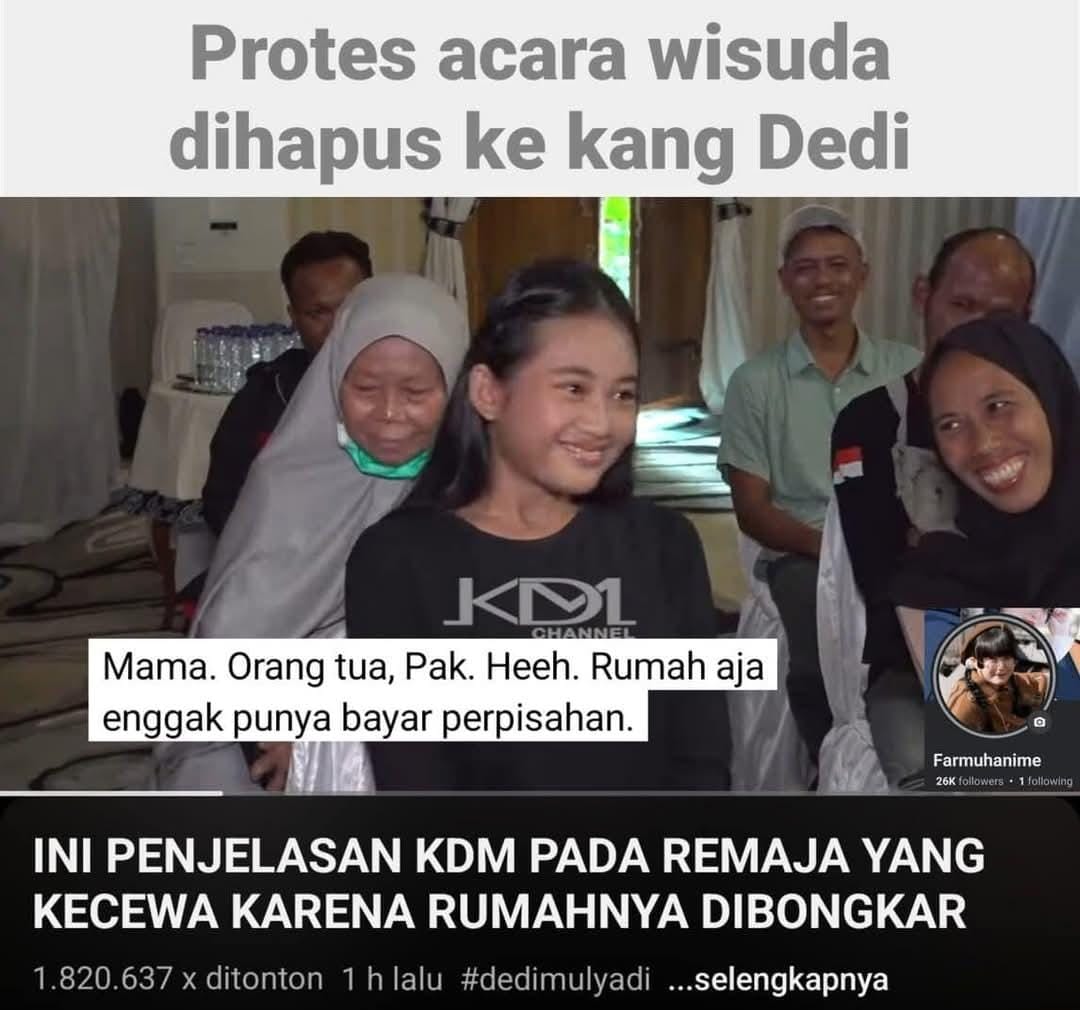 Protes acara wisuda
dihapus ke kang Dedi
KDM
CHANNEL
Mama. Orang tua, Pak. Heeh. Rumah aja
enggak punya bayar perpisahan.
Farmuhanime
26K followers • 1 following
INI PENJELASAN KDM PADA REMAJA YANG
KECEWA KARENA RUMAHNYA DIBONGKAR
1.820.637 x ditonton 1 h lalu #dedimulyadi ...selengkapnya